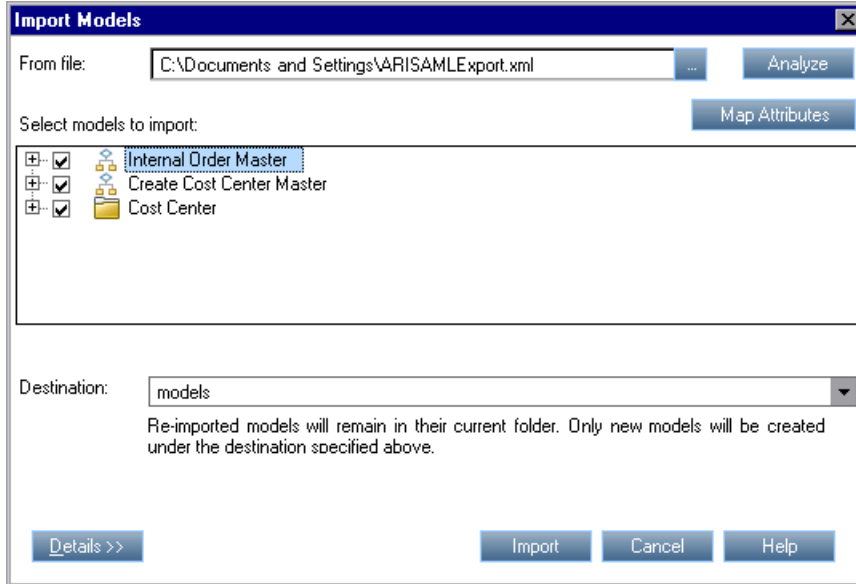 Import Models
From file: C:\Documents and Settings\ARISAMLExport.xml ... Analyze
Map Attributes
Select models to import:
Internal Order Master
Create Cost Center Master
Cost Center
Destination: models
Re-imported models will remain in their current folder. Only new models will be created
under the destination specified above.
Details >> Import Cancel Help